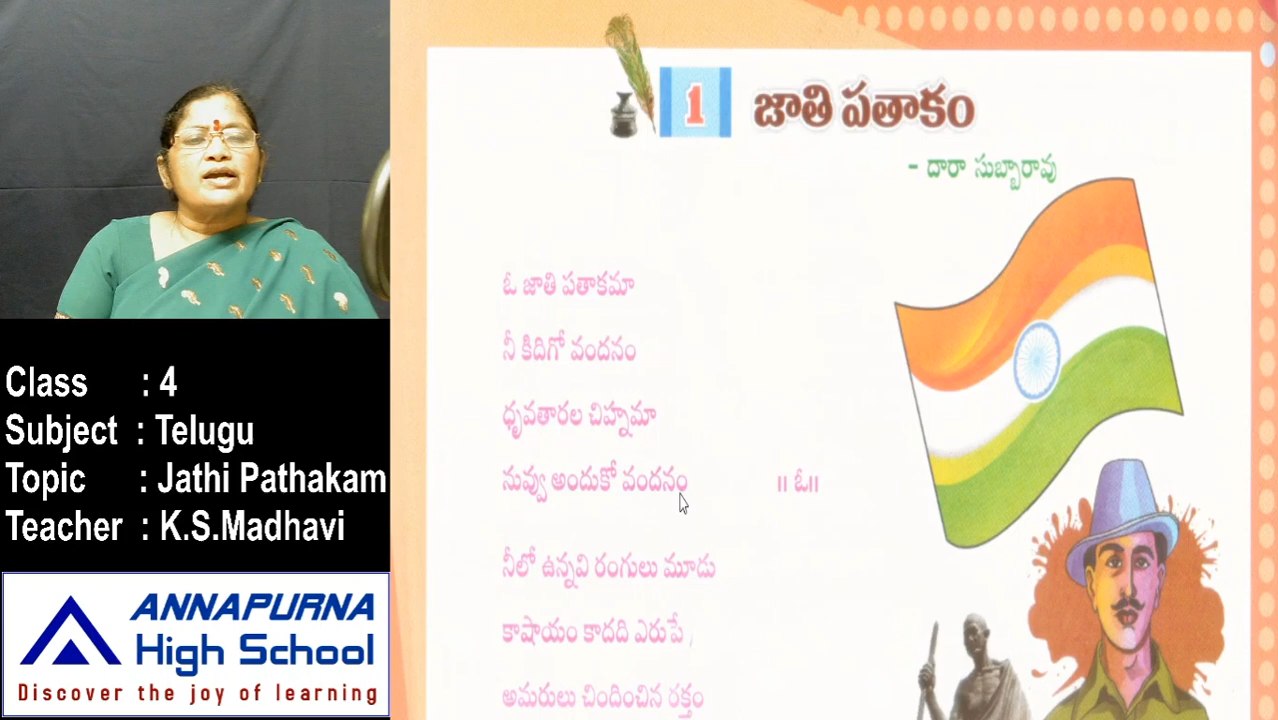 1 జాతి పతాకం
- దారా సుబ్బారావు
ఓ జాతి పతాకమా
నీ కిదిగో వందనం
ధృవతారల చిహ్నమా
నువ్వు అందుకో వందనం ॥ ఓ॥
నీలో ఉన్నవి రంగులు మూడు
కాషాయం కాదది ఎరుపే
అమరులు చిందించిన రక్తం
Class : 4
Subject : Telugu
Topic : Jathi Pathakam
Teacher : K.S.Madhavi
ANNAPURNA
High School
Discover the joy of learning